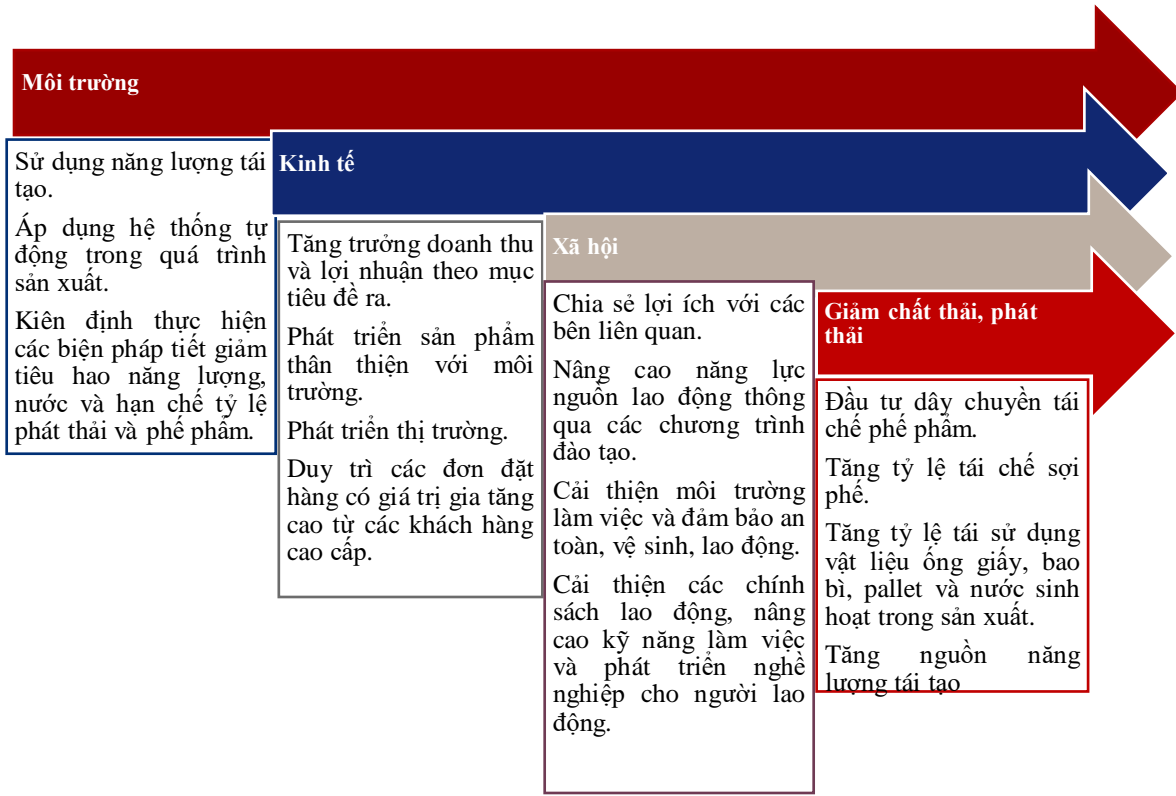 Môi trường
Sử dụng năng lượng tái
tạo.
Áp dụng hệ thống tự
động trong quá trình
sản xuất.
Kiên định thực hiện
các biện pháp tiết giảm
tiêu hao năng lượng,
nước và hạn chế tỷ lệ
phát thải và phế phẩm.
Kinh tế
Tăng trưởng doanh thu
và lợi nhuận theo mục
tiêu đề ra.
Phát triển sản phẩm
thân thiện với môi
trường.
Phát triển thị trường.
Duy trì các đơn đặt
hàng có giá trị gia tăng
cao từ các khách hàng
cao cấp.
Xã hội
Chia sẻ lợi ích với các
bên liên quan.
Nâng cao năng lực
nguồn lao động thông
qua các chương trình
đào tạo.
Cải thiện môi trường
làm việc và đảm bảo an
toàn, vệ sinh, lao động.
Cải thiện các chính
sách lao động, nâng
cao kỹ năng làm việc
và phát triển nghề
nghiệp cho người lao
động.
Giảm chất thải, phát
thải
Đầu tư dây chuyền tái
chế phế phẩm.
Tăng tỷ lệ tái chế sợi
phế.
Tăng tỷ lệ tái sử dụng
vật liệu ống giấy, bao
bì, pallet và nước sinh
hoạt trong sản xuất.
Tăng nguồn năng
lượng tái tạo